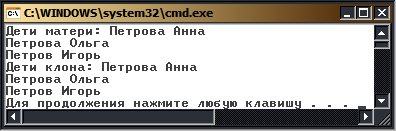 C:\WINDOWS\system32\cmd.exe
Дети матери: Петрова Анна
Петрова Ольга
Петров Игорь
Дети клона: Петрова Анна
Петрова Ольга
Петров Игорь
Для продолжения нажмите любую клавишу . . . _